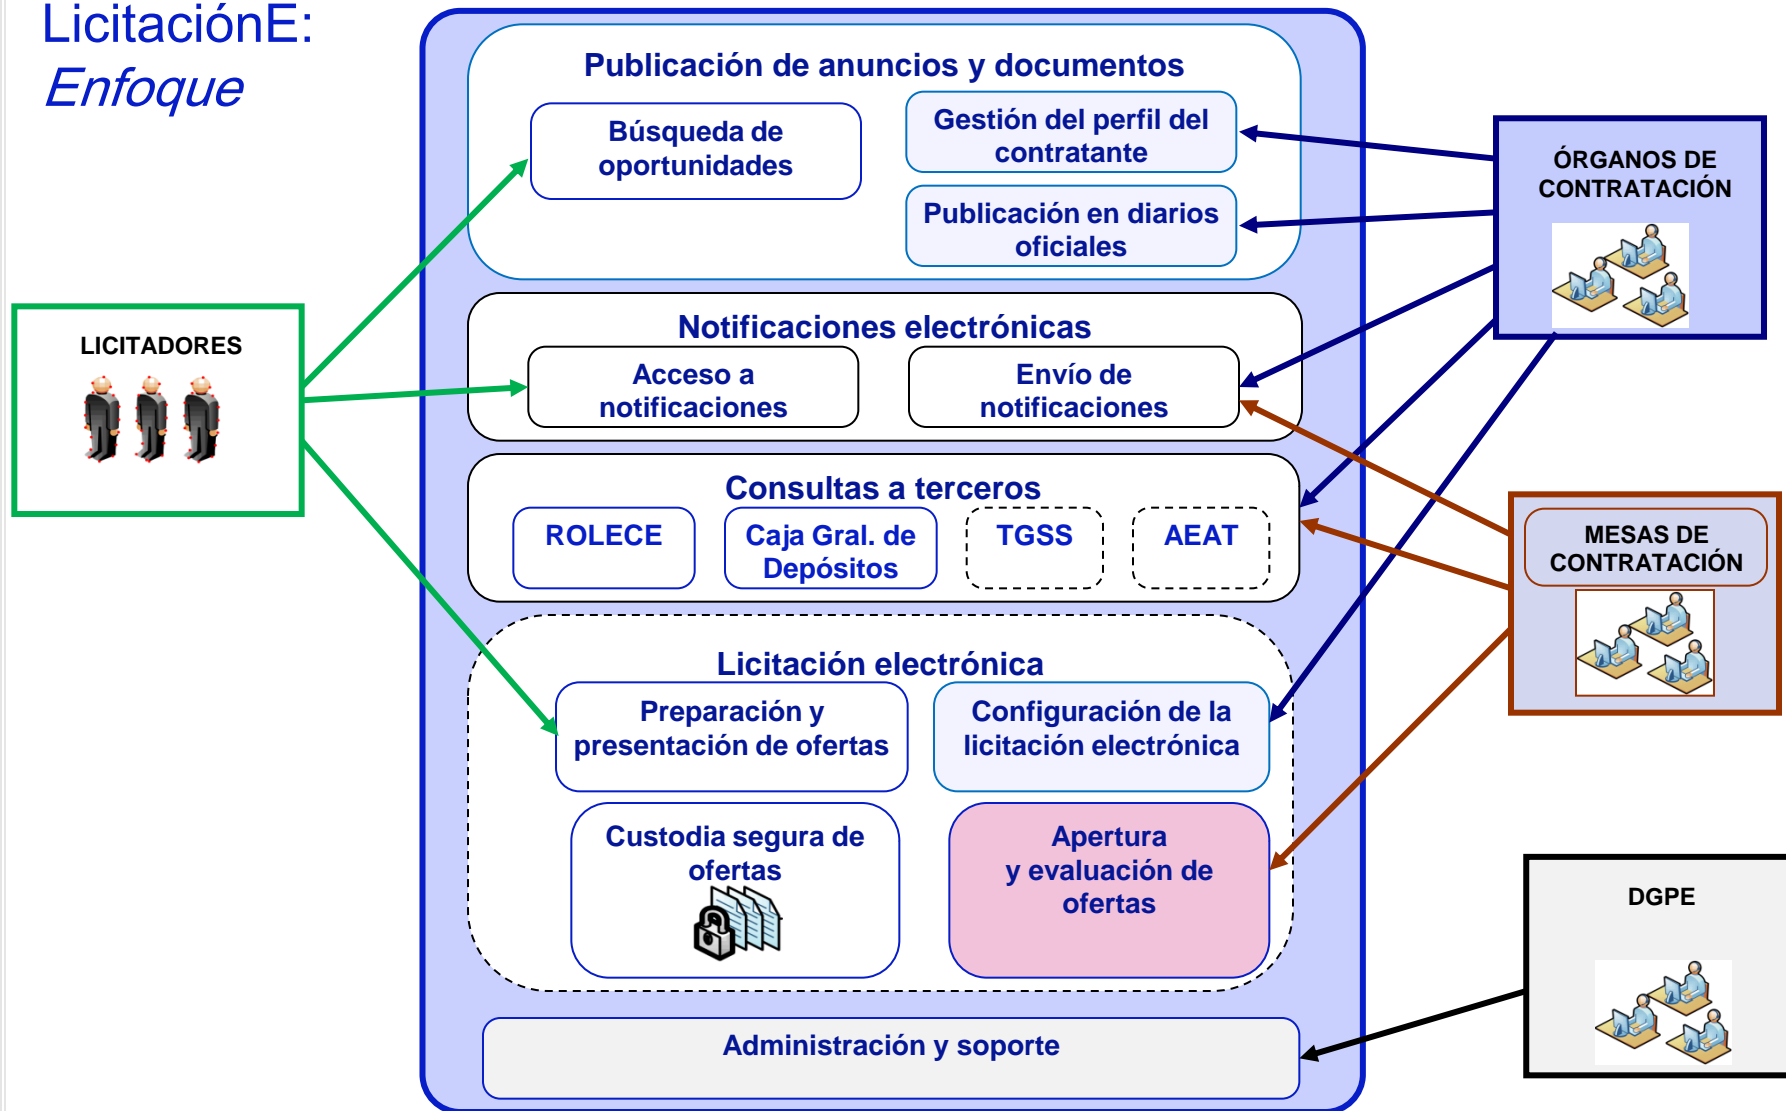 LicitaciónE:
Enfoque
Publicación de anuncios y documentos
Búsqueda de
oportunidades
Gestión del perfil del
contratante
Publicación en diarios
oficiales
ÓRGANOS DE
CONTRATACIÓN
LICITADORES
Notificaciones electrónicas
Acceso a
notificaciones
Envío de
notificaciones
Consultas a terceros
ROLECE
Caja Gral. de
Depósitos
TGSS
AEAT
MESAS DE
CONTRATACIÓN
Licitación electrónica
Preparación y
presentación de ofertas
Configuración de la
licitación electrónica
Custodia segura de
ofertas
Apertura
y evaluación de
ofertas
DGPE
Administración y soporte